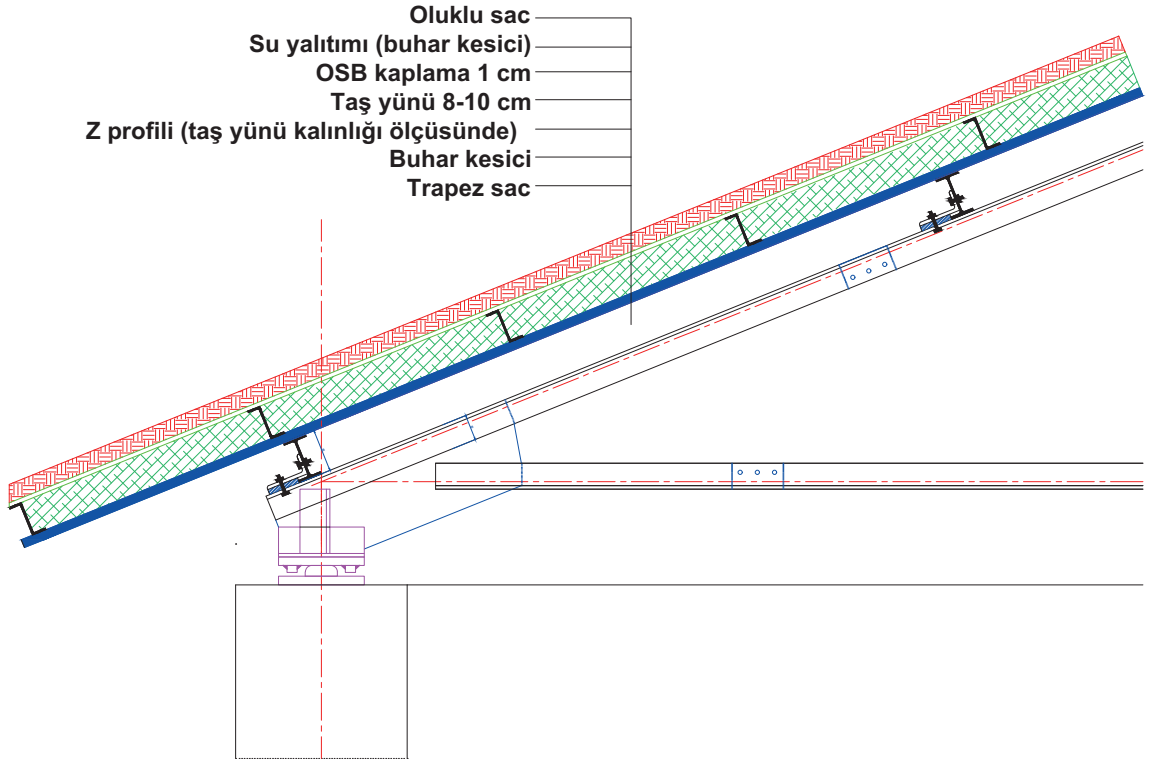 Oluklu sac
Su yalıtımı (buhar kesici)
OSB kaplama 1 cm
Taş yünü 8-10 cm
Z profili (taş yünü kalınlığı ölçüsünde)
Buhar kesici
Trapez sac